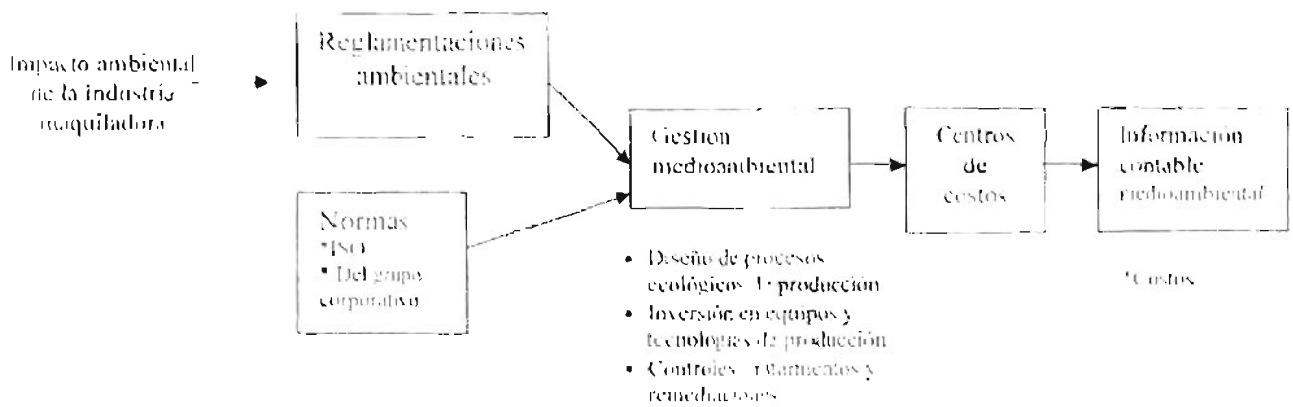 Impacto ambiental
de la industria
maquiladora
Reglamentaciones
ambientales
Normas
*ISO
* Del grupo
corporativo
Gestion
medioambiental
• Diseño de procesos
ecológicos producción
• Inversión en equipos y
tecnologías de producción
• Controles y
remediaciones
Centros
de
costos
Información
contable
medioambiental
*Costos